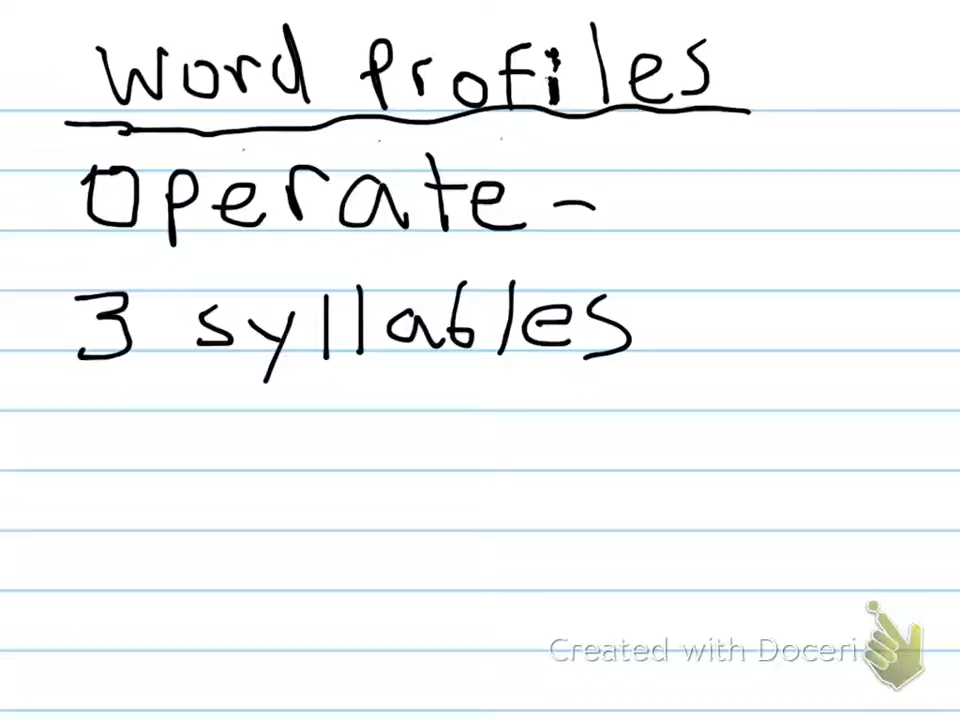 Word Profiles
Operate -
3 syllables
Created with Doceri